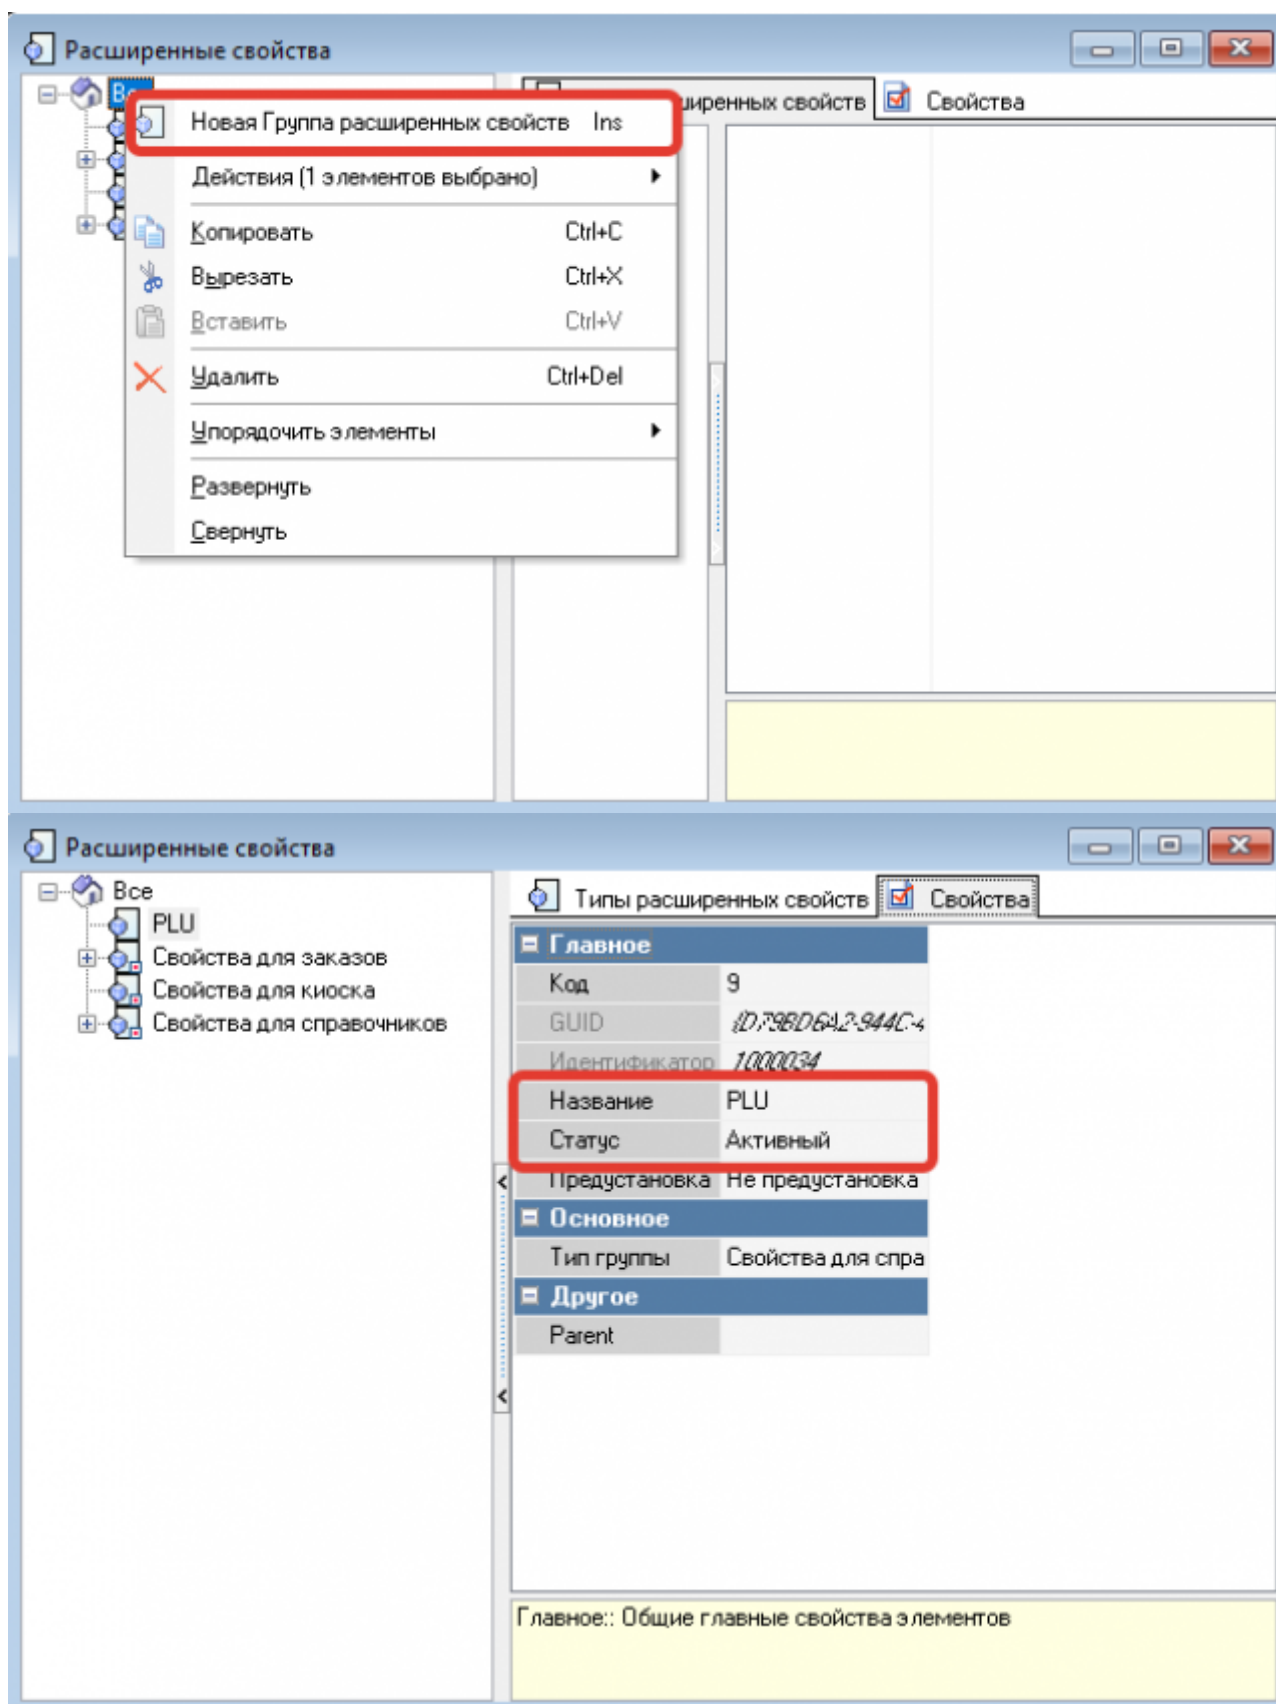 Расширенные свойства
Новая Группа расширенных свойств Ins
Действия (1 элементов выбрано)
Копировать Ctrl+C
Вырезать Ctrl+X
Вставить Ctrl+V
Удалить Ctrl+Del
Упорядочить элементы
Развернуть
Свернуть
свойств Свойства
Расширенные свойства
Все
PLU
Свойства для заказов
Свойства для киоска
Свойства для справочников
Типы расширенных свойств Свойства
Главное
Код 9
GUID {D79BD6A2-944C-4
Идентификатор 1000034
Название PLU
Статус Активный
Предустановка Не предустановка
Основное
Тип группы Свойства для спра
Другое
Parent
Главное:: Общие главные свойства элементов